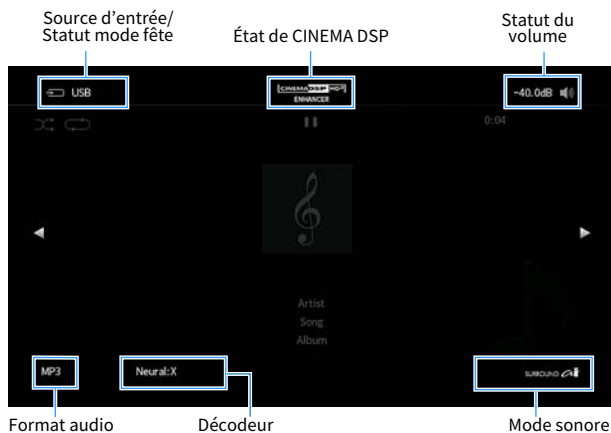 Source d'entrée/
Statut mode fête
État de CINEMA DSP
Statut du
volume
USB
CINEMA DSP HD³
ENHANCER
-40.0dB
0:04
Artist
Song
Album
MP3
Neural:X
SURROUND AI
Format audio
Décodeur
Mode sonore